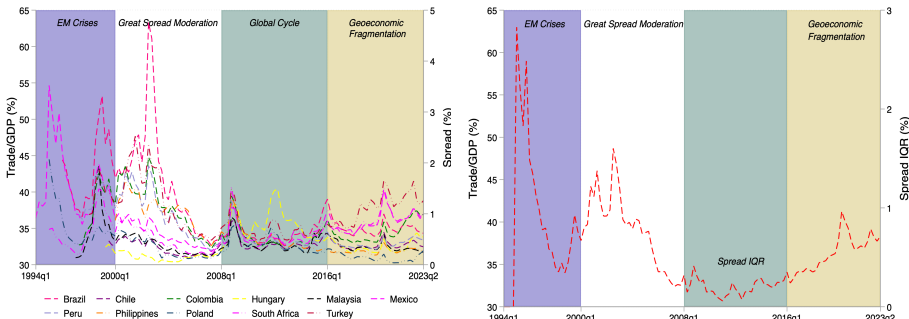 EM Crises
Great Spread Moderation
Global Cycle
Geoeconomic
Fragmentation
65
60
55
50
45
40
35
30
Trade/GDP (%)
5
4
3
2
1
0
Spread (%)
1994q1
2000q1
2008q1
2016q1
2023q2
Brazil
Chile
Colombia
Hungary
Malaysia
Mexico
Peru
Philippines
Poland
South Africa
Turkey
EM Crises
Great Spread Moderation
Geoeconomic
Fragmentation
Spread IQR
65
60
55
50
45
40
35
30
Trade/GDP (%)
3
2
1
0
Spread IQR (%)
1994q1
2000q1
2008q1
2016q1
2023q2